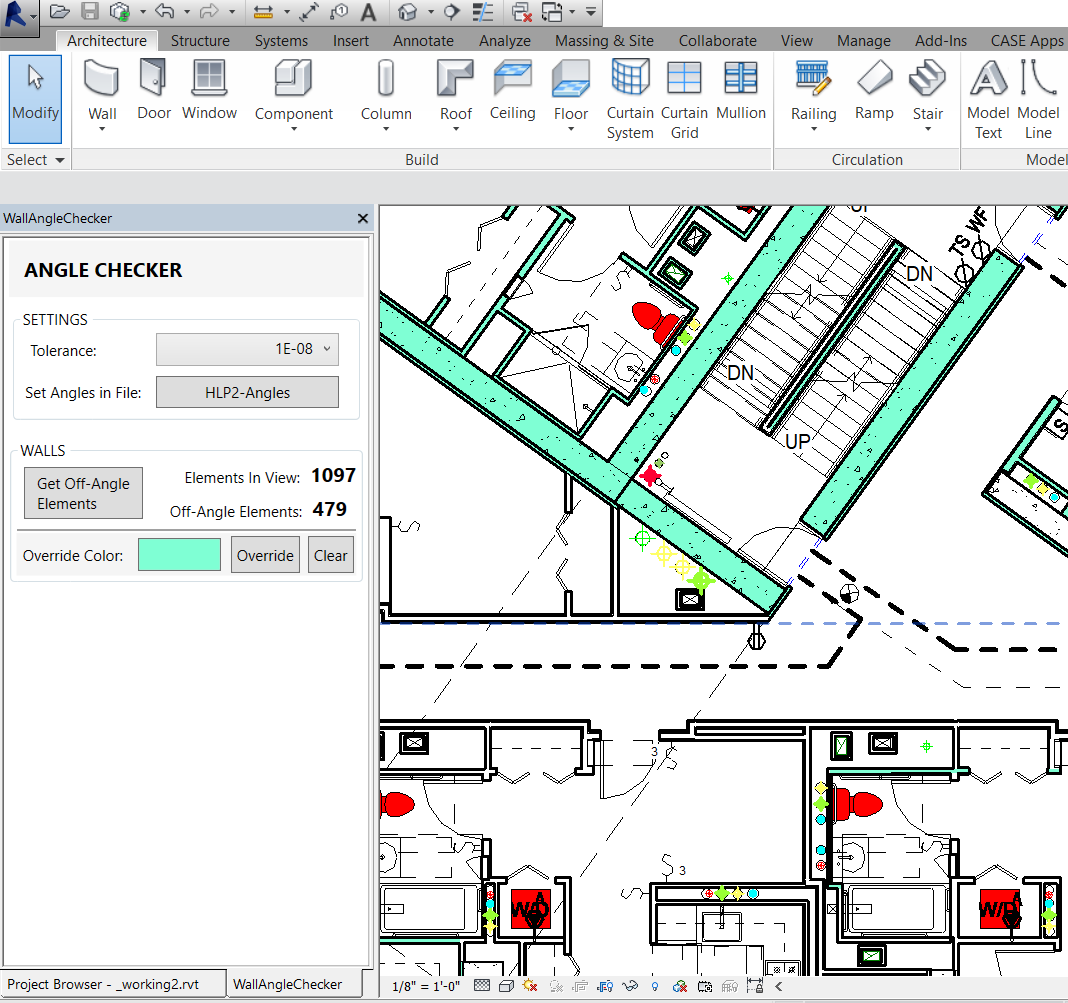 Architecture Structure Systems Insert Annotate Analyze Massing & Site Collaborate View Manage Add-Ins CASE Apps
Modify Wall Door Window Component Column Roof Ceiling Floor Curtain System Curtain Grid Mullion Railing Ramp Stair Model Text Model Line
Select Build Circulation Model
WallAngleChecker
ANGLE CHECKER
SETTINGS
Tolerance: 1E-08
Set Angles in File: HLP2-Angles
WALLS
Get Off-Angle Elements
Elements In View: 1097
Off-Angle Elements: 479
Override Color: Override Clear
UP
TS WF
DN
DN
UP
S
3
3
W/D
W/D
Project Browser - _working2.rvt WallAngleChecker
1/8" = 1'-0"